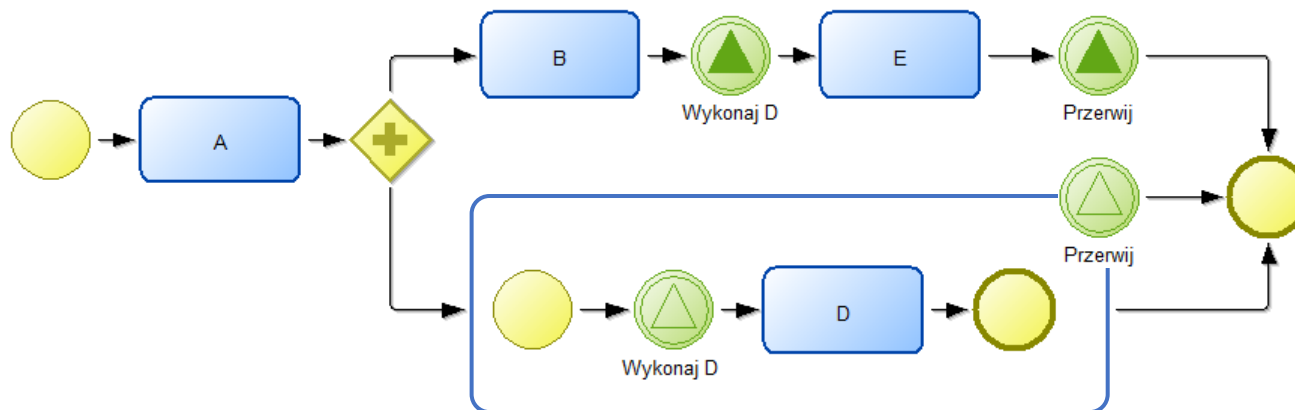 B
E
Wykonaj D
Przerwij
A
Przerwij
D
Wykonaj D